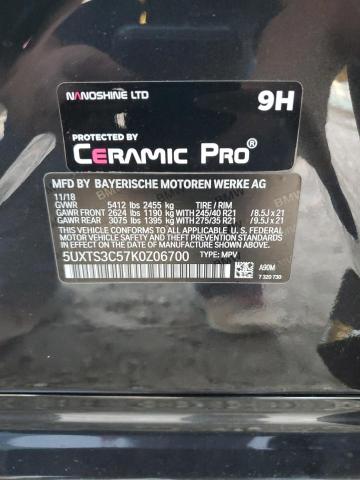 NANOSHINE LTD
9H
PROTECTED BY
CERAMIC PRO®
MFD BY BAYERISCHE MOTOREN WERKE AG
11/18
GVWR 5412 lbs 2455 kg TIRE / RIM
GAWR FRONT 2624 lbs 1190 kg WITH 245/40 R21 /8.5J x 21
GAWR REAR 3075 lbs 1395 kg WITH 275/35 R21 /9.5J x 21
THIS VEHICLE CONFORMS TO ALL APPLICABLE
U.S. FEDERAL MOTOR VEHICLE SAFETY
STANDARDS IN EFFECT ON THE DATE OF
MANUFACTURE SHOWN ABOVE.
5UXTS3C57K0Z06700 TYPE: MPV
A90M
7 320 730